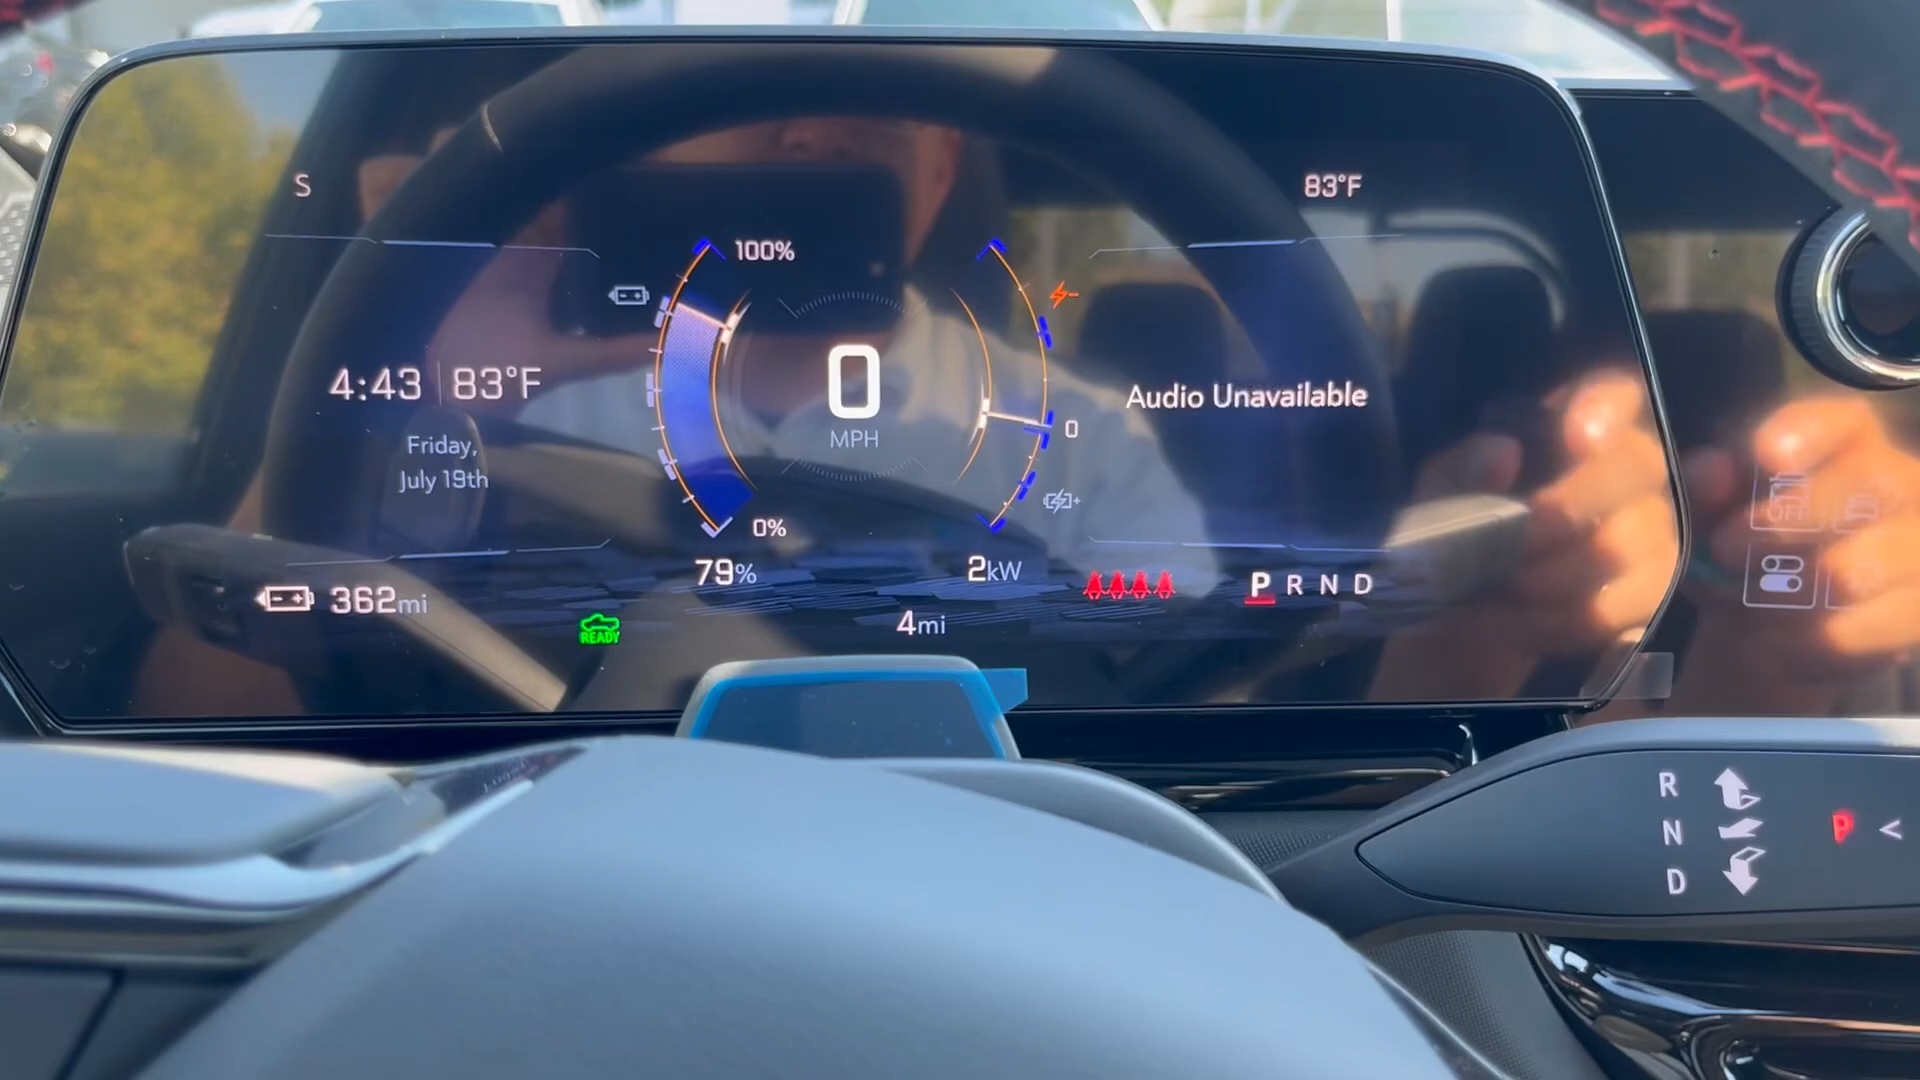 S
83°F
100%
4:43 83°F
0
MPH
Audio Unavailable
0
Friday,
July 19th
0%
79%
2kW
362mi
READY
4mi
P R N D
OFF
R
N
D
P <